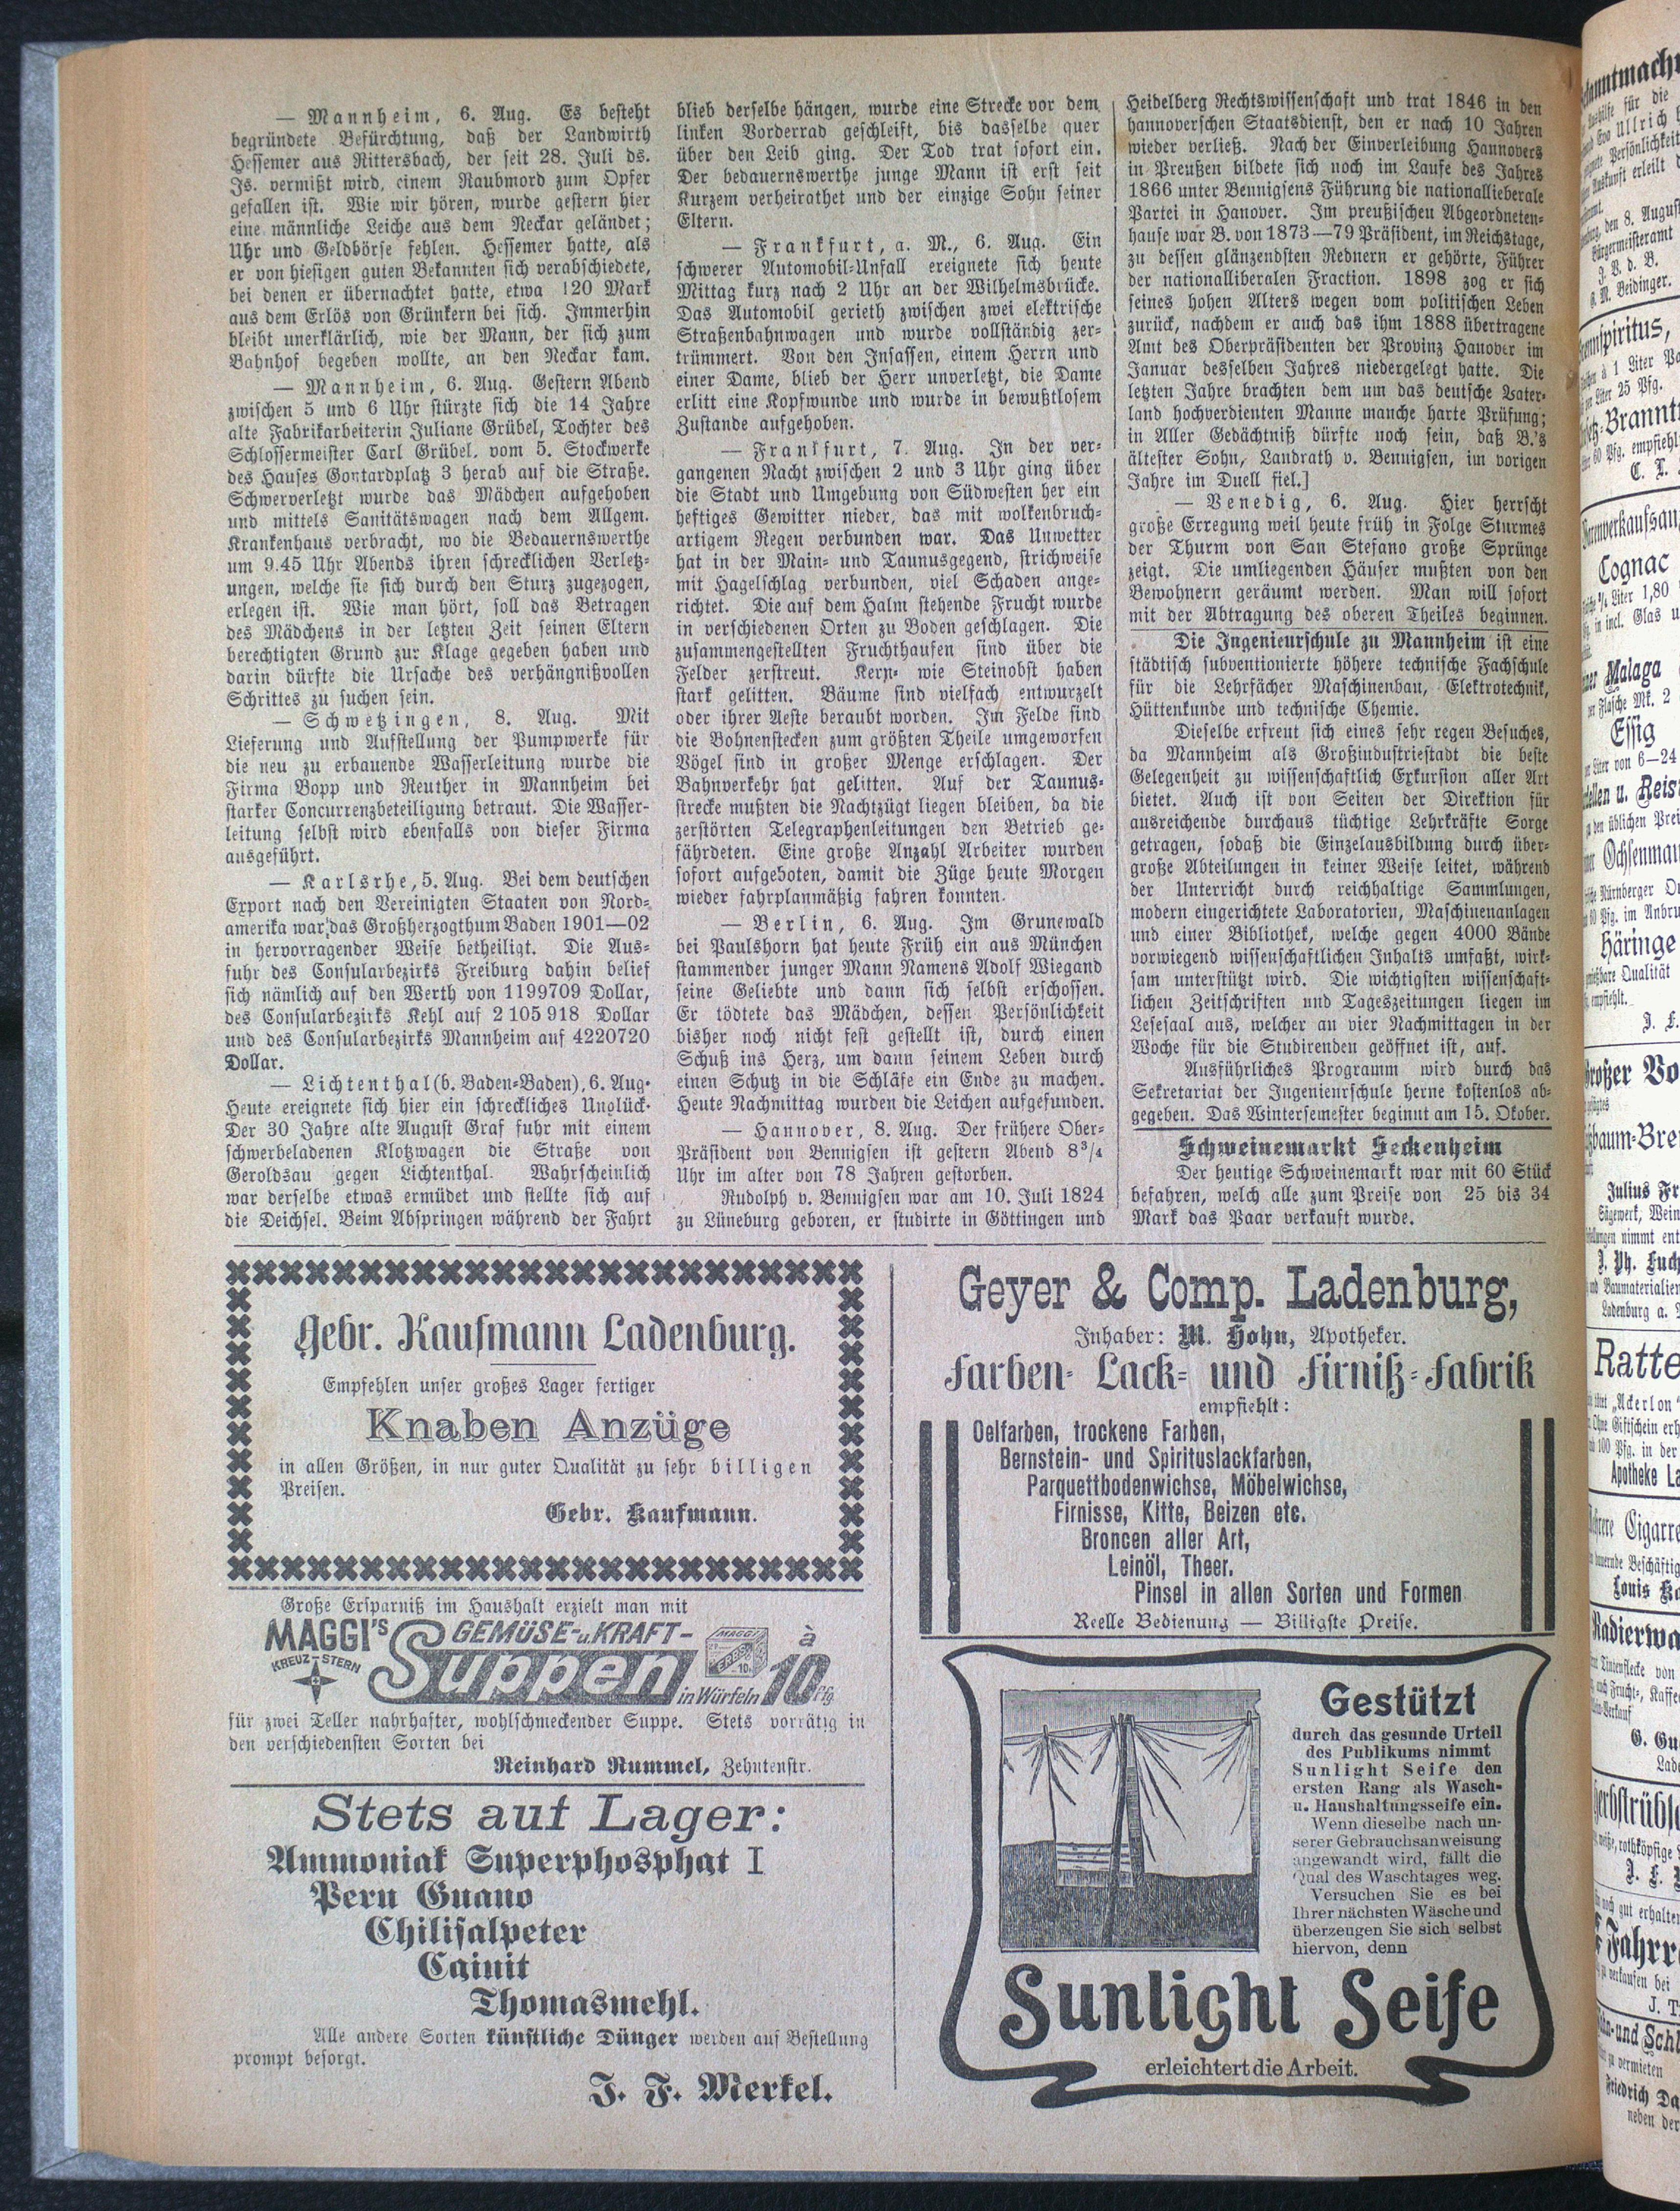 — Mannheim, 6. Aug. Es besteht
begründete Befürchtung, daß der Landwirth
Hessemer aus Rittersbach, der seit 28. Juli ds.
Js. vermißt wird, einem Raubmord zum Opfer
gefallen ist. Wie wir hören, wurde gestern hier
eine männliche Leiche aus dem Neckar geländet;
Uhr und Geldbörse fehlen. Hessemer hatte, als
er von hiesigen guten Bekannten sich verabschiedete,
bei denen er übernachtet hatte, etwa 120 Mark
aus dem Erlös von Grünkern bei sich. Immerhin
bleibt unerklärlich, wie der Mann, der sich zum
Bahnhof begeben wollte, an den Neckar kam.
— Mannheim, 6. Aug. Gestern Abend
zwischen 5 und 6 Uhr stürzte sich die 14 Jahre
alte Fabrikarbeiterin Juliane Grübel, Tochter des
Schlossermeister Carl Grübel, vom 5. Stockwerke
des Hauses Gontardplatz 3 herab auf die Straße.
Schwerverletzt wurde das Mädchen aufgehoben
und mittels Sanitätswagen nach dem Allgem.
Krankenhaus verbracht, wo die Bedauernswerthe
um 9.45 Uhr Abends ihren schrecklichen Verletz-
ungen, welche sie sich durch den Sturz zugezogen,
erlegen ist. Wie man hört, soll das Betragen
des Mädchens in der letzten Zeit seinen Eltern
berechtigten Grund zur Klage gegeben haben und
darin dürfte die Ursache des verhängnißvollen
Schrittes zu suchen sein.
— Schwetzingen, 8. Aug. Mit
Lieferung und Aufstellung der Pumpwerke für
die neu zu erbauende Wasserleitung wurde die
Firma Bopp und Reuther in Mannheim bei
starker Concurrenzbeteiligung betraut. Die Wasser-
leitung selbst wird ebenfalls von dieser Firma
ausgeführt.
— Karlsrhe, 5. Aug. Bei dem deutschen
Export nach den Vereinigten Staaten von Nord-
amerika war das Großherzogthum Baden 1901—02
in hervorragender Weise betheiligt. Die Aus-
fuhr des Consularbezirks Freiburg dahin belief
sich nämlich auf den Werth von 1199709 Dollar,
des Consularbezirks Kehl auf 2 105 918 Dollar
und des Consularbezirks Mannheim auf 4220720
Dollar.
— Lichtenthal (b. Baden-Baden), 6. Aug.
Heute ereignete sich hier ein schreckliches Unglück.
Der 30 Jahre alte August Graf fuhr mit einem
schwerbeladenen Klotzwagen die Straße von
Geroldsau gegen Lichtenthal. Wahrscheinlich
war derselbe etwas ermüdet und stellte sich auf
die Deichsel. Beim Abspringen während der Fahrt
blieb derselbe hängen, wurde eine Strecke vor dem
linken Vorderrad geschleift, bis dasselbe quer
über den Leib ging. Der Tod trat sofort ein.
Der bedauernswerthe junge Mann ist erst seit
Kurzem verheirathet und der einzige Sohn seiner
Eltern.
— Frankfurt, a. M., 6. Aug. Ein
schwerer Automobil-Unfall ereignete sich heute
Mittag kurz nach 2 Uhr an der Wilhelmsbrücke.
Das Automobil gerieth zwischen zwei elektrische
Straßenbahnwagen und wurde vollständig zer-
trümmert. Von den Insassen, einem Herrn und
einer Dame, blieb der Herr unverletzt, die Dame
erlitt eine Kopfwunde und wurde in bewußtlosem
Zustande aufgehoben.
— Frankfurt, 7. Aug. In der ver-
gangenen Nacht zwischen 2 und 3 Uhr ging über
die Stadt und Umgebung von Südwesten her ein
heftiges Gewitter nieder, das mit wolkenbruch-
artigem Regen verbunden war. Das Unwetter
hat in der Main- und Taunusgegend, strichweise
mit Hagelschlag verbunden, viel Schaden ange-
richtet. Die auf dem Halm stehende Frucht wurde
in verschiedenen Orten zu Boden geschlagen. Die
zusammengestellten Fruchthaufen sind über die
Felder zerstreut. Kern- wie Steinobst haben
stark gelitten. Bäume sind vielfach entwurzelt
oder ihrer Aeste beraubt worden. Im Felde sind
die Bohnenstecken zum größten Theile umgeworfen
Vögel sind in großer Menge erschlagen. Der
Bahnverkehr hat gelitten. Auf der Taunus-
strecke mußten die Nachtzügt liegen bleiben, da die
zerstörten Telegraphenleitungen den Betrieb ge-
fährdeten. Eine große Anzahl Arbeiter wurden
sofort aufgeboten, damit die Züge heute Morgen
wieder fahrplanmäßig fahren konnten.
— Berlin, 6. Aug. Im Grunewald
bei Paulshorn hat heute Früh ein aus München
stammender junger Mann Namens Adolf Wiegand
seine Geliebte und dann sich selbst erschossen.
Er tödtete das Mädchen, dessen Persönlichkeit
bisher noch nicht fest gestellt ist, durch einen
Schuß ins Herz, um dann seinem Leben durch
einen Schutz in die Schläfe ein Ende zu machen.
Heute Nachmittag wurden die Leichen aufgefunden.
— Hannover, 8. Aug. Der frühere Ober-
Präsident von Bennigsen ist gestern Abend 8 3/4
Uhr im alter von 78 Jahren gestorben.
Rudolph v. Bennigsen war am 10. Juli 1824
zu Lüneburg geboren, er studirte in Göttingen und
Heidelberg Rechtswissenschaft und trat 1846 in den
hannoverschen Staatsdienst, den er nach 10 Jahren
wieder verließ. Nach der Einverleibung Hannovers
in Preußen bildete sich noch im Laufe des Jahres
1866 unter Bennigsens Führung die nationallieberale
Partei in Hanover. Im preußischen Abgeordneten-
hause war B. von 1873—79 Präsident, im Reichstage,
zu dessen glänzendsten Rednern er gehörte, Führer
der nationalliberalen Fraction. 1898 zog er sich
seines hohen Alters wegen vom politischen Leben
zurück, nachdem er auch das ihm 1888 übertragene
Amt des Oberpräsidenten der Provinz Hanover im
Januar desselben Jahres niedergelegt hatte. Die
letzten Jahre brachten dem um das deutsche Vater-
land hochverdienten Manne manche harte Prüfung;
in Aller Gedächtniß dürfte noch sein, daß B.'s
ältester Sohn, Landrath v. Bennigsen, im vorigen
Jahre im Duell fiel.]
— Venedig, 6. Aug. Hier herrscht
große Erregung weil heute früh in Folge Sturmes
der Thurm von San Stefano große Sprünge
zeigt. Die umliegenden Häuser mußten von den
Bewohnern geräumt werden. Man will sofort
mit der Abtragung des oberen Theiles beginnen.
Die Ingenieurschule zu Mannheim ist eine
städtisch subventionierte höhere technische Fachschule
für die Lehrfächer Maschinenbau, Elektrotechnik,
Hüttenkunde und technische Chemie.
Dieselbe erfreut sich eines sehr regen Besuches,
da Mannheim als Großindustriestadt die beste
Gelegenheit zu wissenschaftlich Exkursion aller Art
bietet. Auch ist von Seiten der Direktion für
ausreichende durchaus tüchtige Lehrkräfte Sorge
getragen, sodaß die Einzelausbildung durch über-
große Abteilungen in keiner Weise leitet, während
der Unterricht durch reichhaltige Sammlungen,
modern eingerichtete Laboratorien, Maschinenanlagen
und einer Bibliothek, welche gegen 4000 Bände
vorwiegend wissenschaftlichen Inhalts umfaßt, wirk-
sam unterstützt wird. Die wichtigsten wissenschaft-
lichen Zeitschriften und Tageszeitungen liegen im
Lesesaal aus, welcher an vier Nachmittagen in der
Woche für die Studirenden geöffnet ist, auf.
Ausführliches Programm wird durch das
Sekretariat der Ingenieurschule herne kostenlos ab-
gegeben. Das Wintersemester beginnt am 15. Okober.
Schweinemarkt Seckenheim
Der heutige Schweinemarkt war mit 60 Stück
befahren, welch alle zum Preise von 25 bis 34
Mark das Paar verkauft wurde.
Gebr. Kaufmann Ladenburg.
Empfehlen unser großes Lager fertiger
Knaben Anzüge
in allen Größen, in nur guter Qualität zu sehr billigen
Preisen.
Gebr. Kaufmann.
Große Ersparniß im Haushalt erzielt man mit
MAGGI'S GEMÜSE- u. KRAFT-
KREUZ-STERN
Suppen in Würfeln à 10 Pfg.
für zwei Teller nahrhafter, wohlschmeckender Suppe. Stets vorrätig in
den verschiedensten Sorten bei
Reinhard Rummel, Zehntenstr.
Stets auf Lager:
Ammoniak Superphosphat I
Peru Guano
Chilisalpeter
Cainit
Thomasmehl.
Alle andere Sorten künstliche Dünger werden auf Bestellung
prompt besorgt.
J. F. Merkel.
Geyer & Comp. Ladenburg,
Inhaber: M. Hohn, Apotheker.
Farben- Lack- und Firniß-Fabrik
empfiehlt:
Oelfarben, trockene Farben,
Bernstein- und Spirituslackfarben,
Parquettbodenwichse, Möbelwichse,
Firnisse, Kitte, Beizen etc.
Broncen aller Art,
Leinöl, Theer.
Pinsel in allen Sorten und Formen
Reelle Bedienung — Billigste Preise.
Gestützt
durch das gesunde Urteil
des Publikums nimmt
Sunlight Seife den
ersten Rang als Wasch-
u. Haushaltungsseife ein.
Wenn dieselbe nach un-
serer Gebrauchsanweisung
angewandt wird, fällt die
Qual des Waschtages weg.
Versuchen Sie es bei
Ihrer nächsten Wäsche und
überzeugen Sie sich selbst
hiervon, denn
Sunlight Seife
erleichtert die Arbeit.